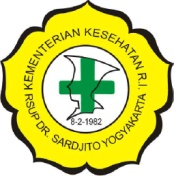 KEMENTERIAN KESEHATAN R.I.
RSUP DR. SARDJITO YOGYAKARTA
8-2-1982